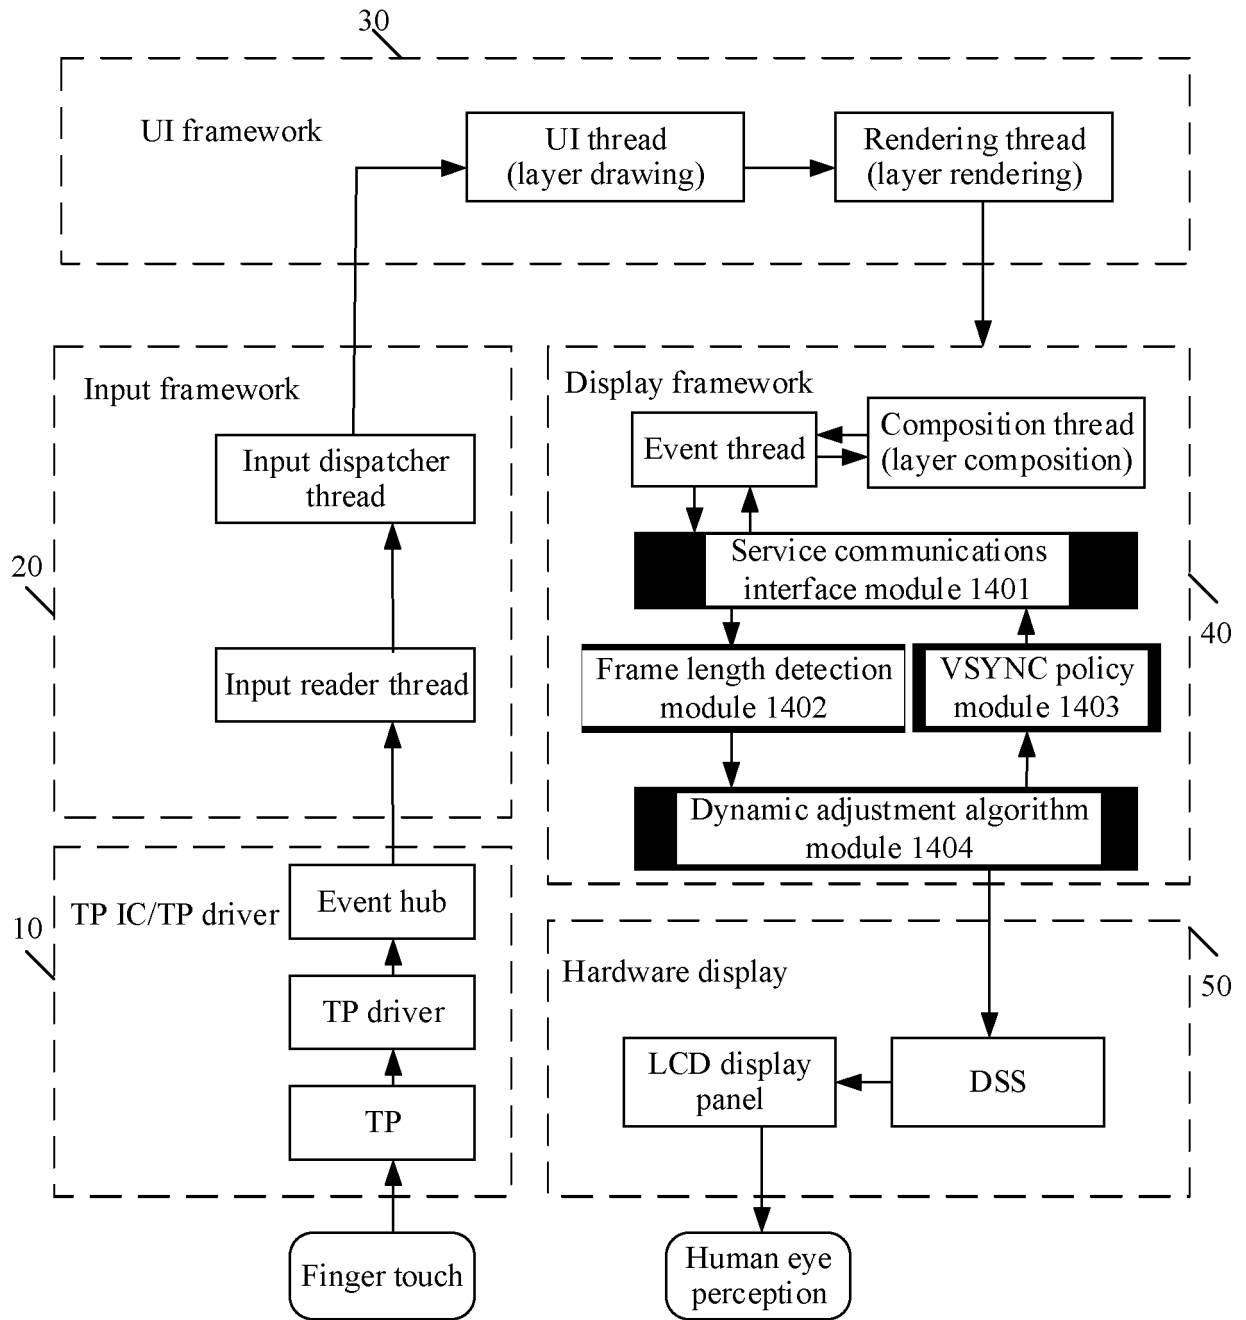 30
UI framework
UI thread
(layer drawing)
Rendering thread
(layer rendering)
Input framework
Input dispatcher
thread
20
Input reader thread
Display framework
Event thread
Composition thread
(layer composition)
Service communications
interface module 1401
40
Frame length detection
module 1402
VSYNC policy
module 1403
Dynamic adjustment algorithm
module 1404
10
TP IC/TP driver
Event hub
TP driver
TP
Finger touch
Hardware display
50
LCD display
panel
DSS
Human eye
perception